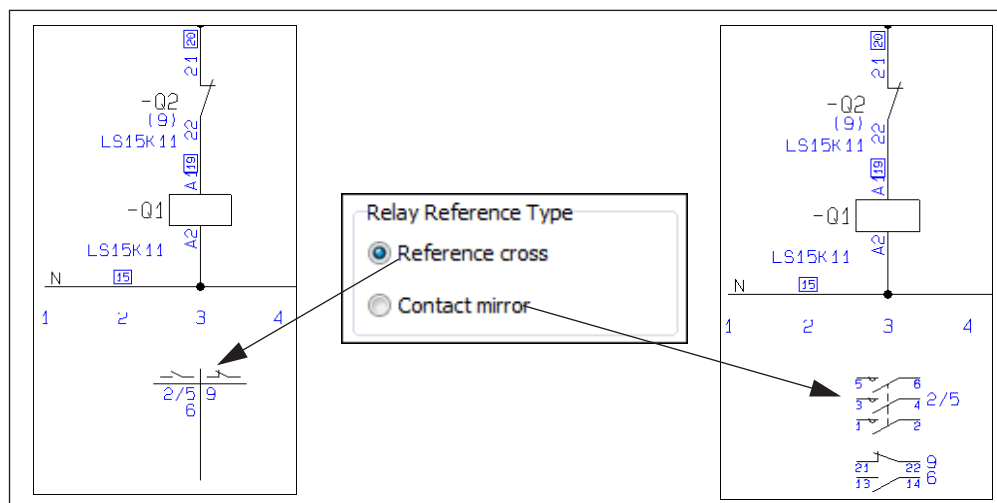 20
21
-Q2
(9)
22
LS15K11
19
A1
-Q1
A2
LS15K11
N
15
1 2 3 4
2/5 9
6
Relay Reference Type
Reference cross
Contact mirror
20
21
-Q2
(9)
22
LS15K11
19
A1
-Q1
A2
LS15K11
N
15
1 2 3 4
5 6
3 4 2/5
1 2
21 22 9
13 14 6